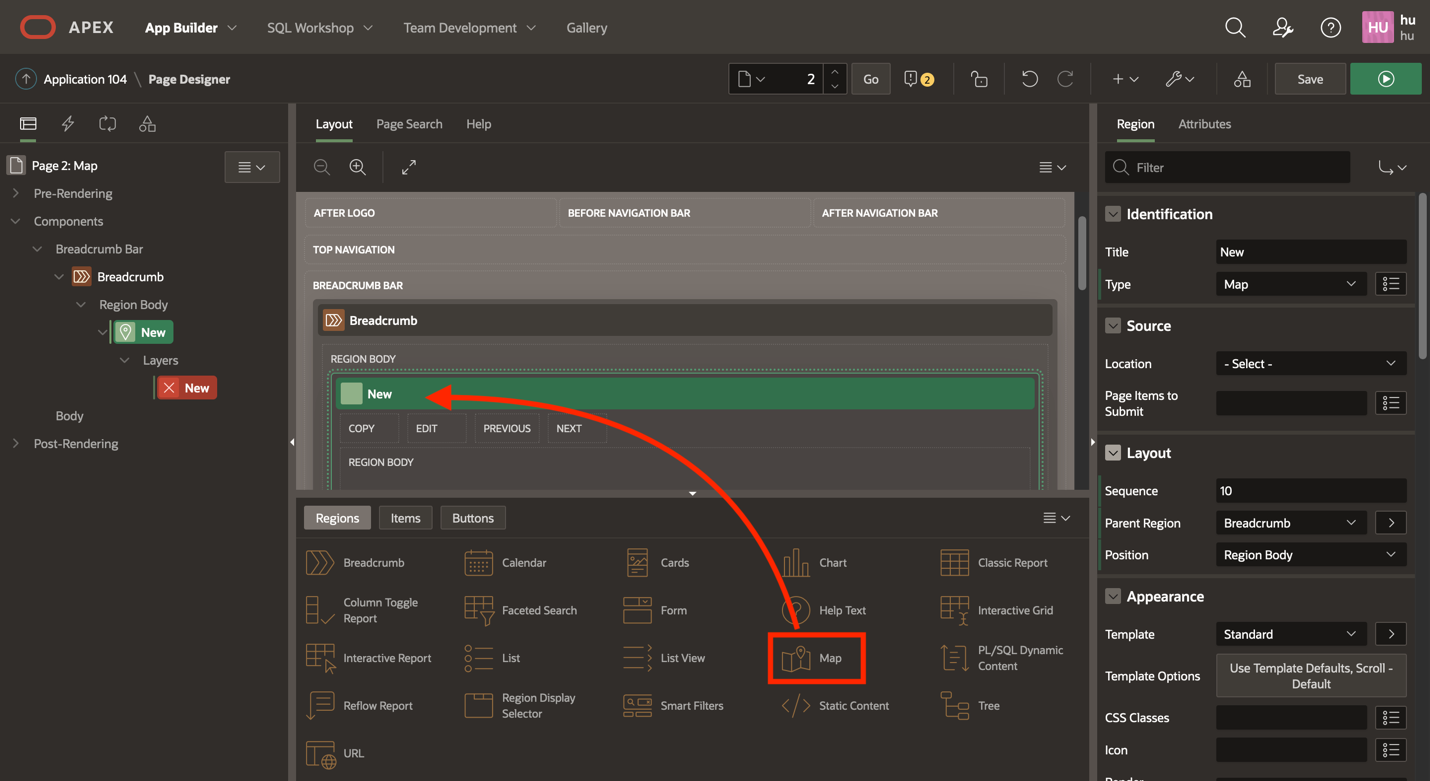 APEX
App Builder
SQL Workshop
Team Development
Gallery
HU
hu
hu
Application 104 \ Page Designer
2
Go
2
Save
Page 2: Map
Pre-Rendering
Components
Breadcrumb Bar
Breadcrumb
Region Body
New
Layers
New
Body
Post-Rendering
Layout
Page Search
Help
AFTER LOGO
BEFORE NAVIGATION BAR
AFTER NAVIGATION BAR
TOP NAVIGATION
BREADCRUMB BAR
Breadcrumb
REGION BODY
New
COPY
EDIT
PREVIOUS
NEXT
REGION BODY
Regions
Items
Buttons
Breadcrumb
Calendar
Cards
Chart
Classic Report
Column Toggle
Report
Faceted Search
Form
Help Text
Interactive Grid
Interactive Report
List
List View
Map
PL/SQL Dynamic
Content
Reflow Report
Region Display
Selector
Smart Filters
Static Content
Tree
URL
Region
Attributes
Filter
Identification
Title
New
Type
Map
Source
Location
- Select -
Page Items to
Submit
Layout
Sequence
10
Parent Region
Breadcrumb
Position
Region Body
Appearance
Template
Standard
Template Options
Use Template Defaults, Scroll -
Default
CSS Classes
Icon